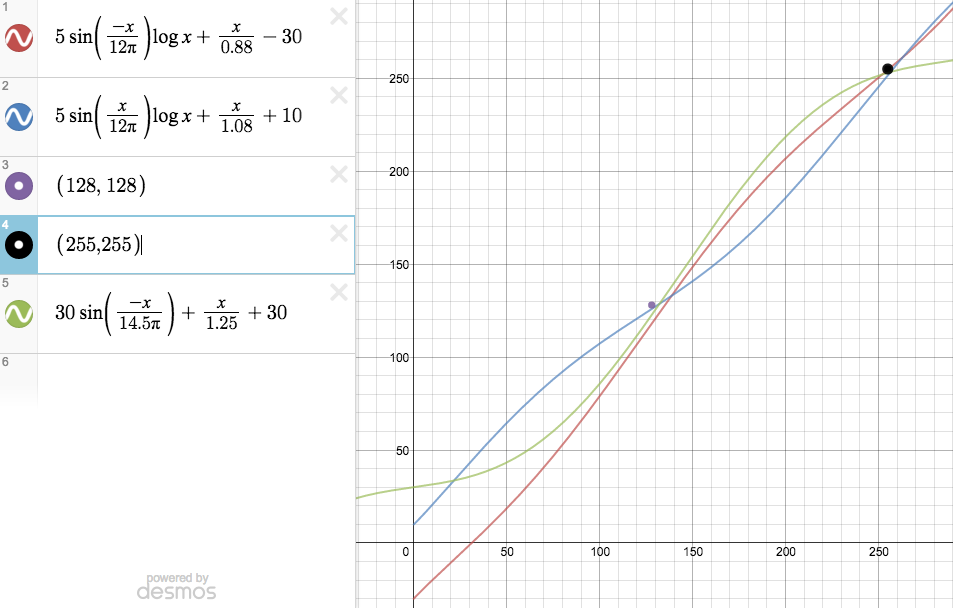 1
5 sin(−x/12π) log x + x/0.88 − 30
2
5 sin(x/12π) log x + x/1.08 + 10
3
(128, 128)
4
(255,255)
5
30 sin(−x/14.5π) + x/1.25 + 30
6
powered by
desmos
250
200
150
100
50
0 50 100 150 200 250